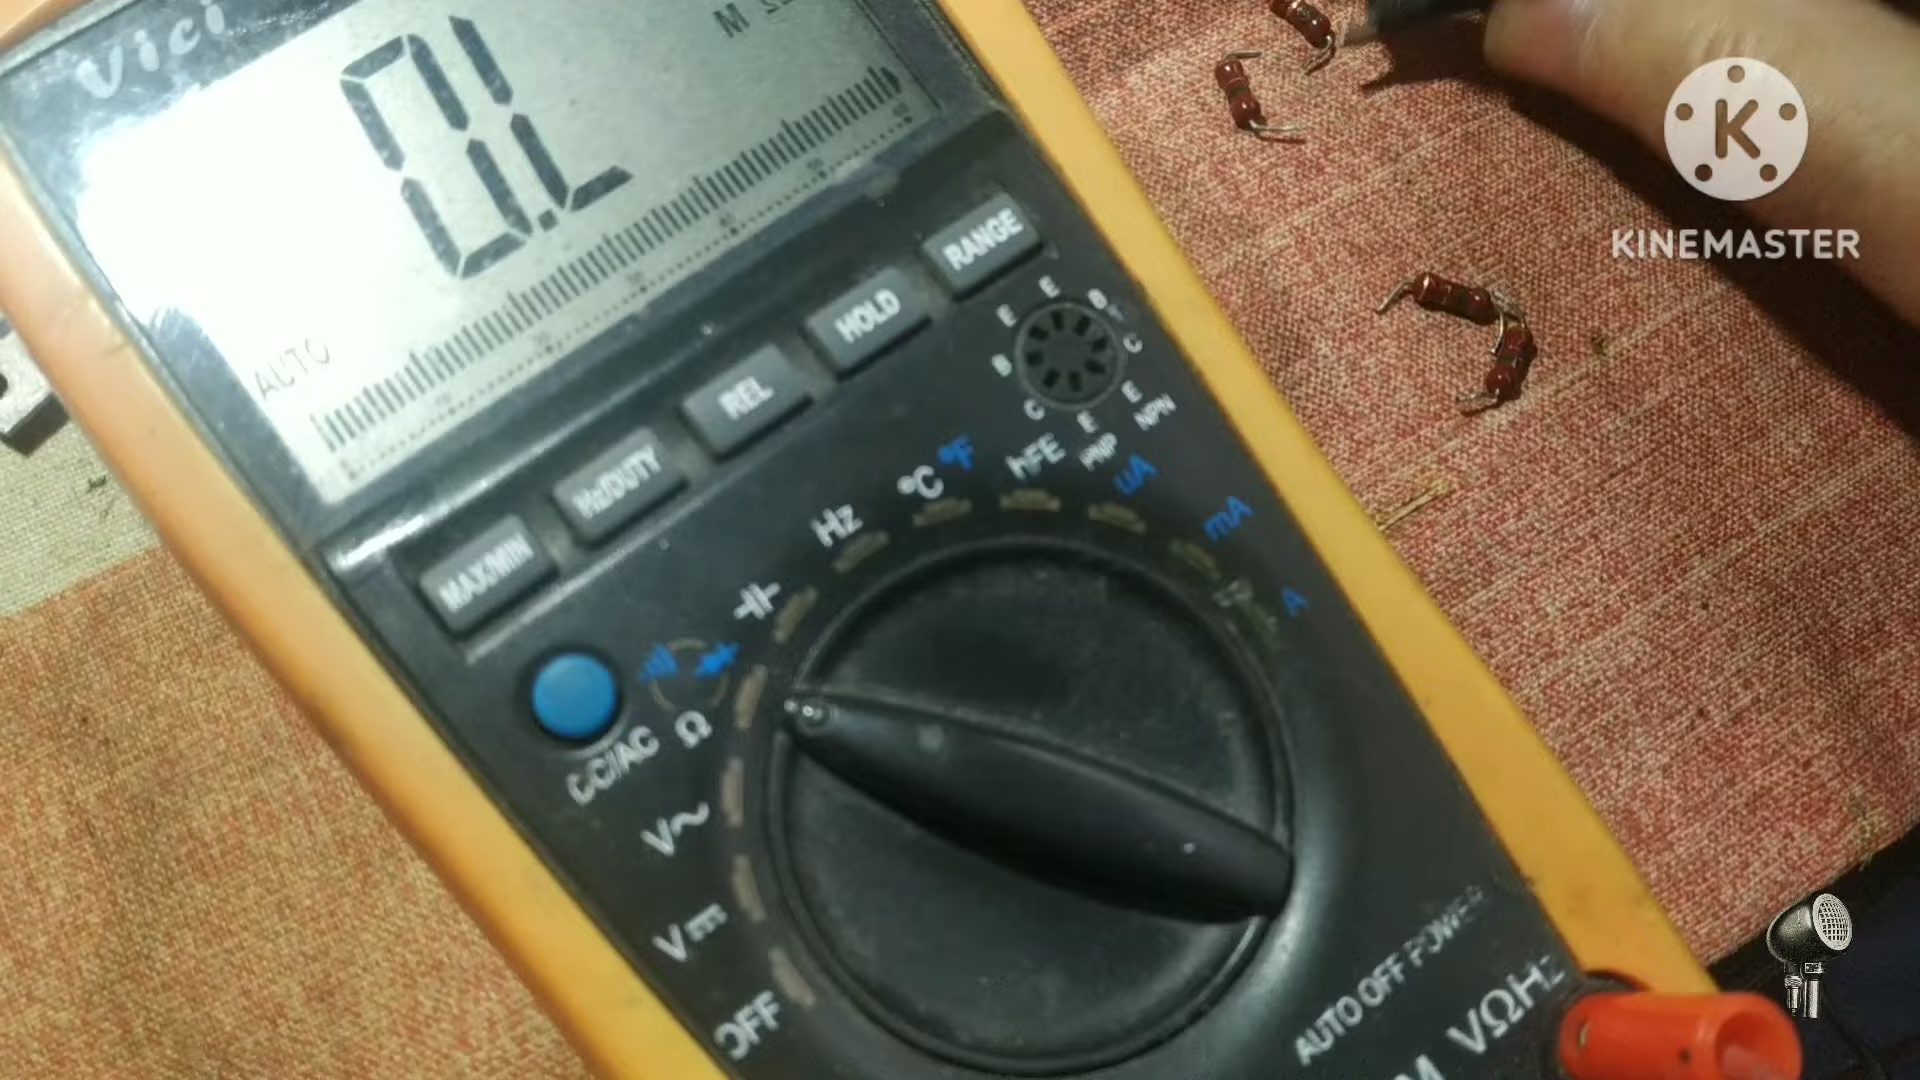 Vici
M Ω
0.L
AUTO
RANGE
HOLD
REL
Hz/DUTY
MAX/MIN
E
E
B
E
B
C
C
E
E
PNP
NPN
hFE
°C °F
Hz
uA
mA
A
Ω
DC/AC
V~
V
OFF
AUTO OFF POWER
VΩHz
KINEMASTER